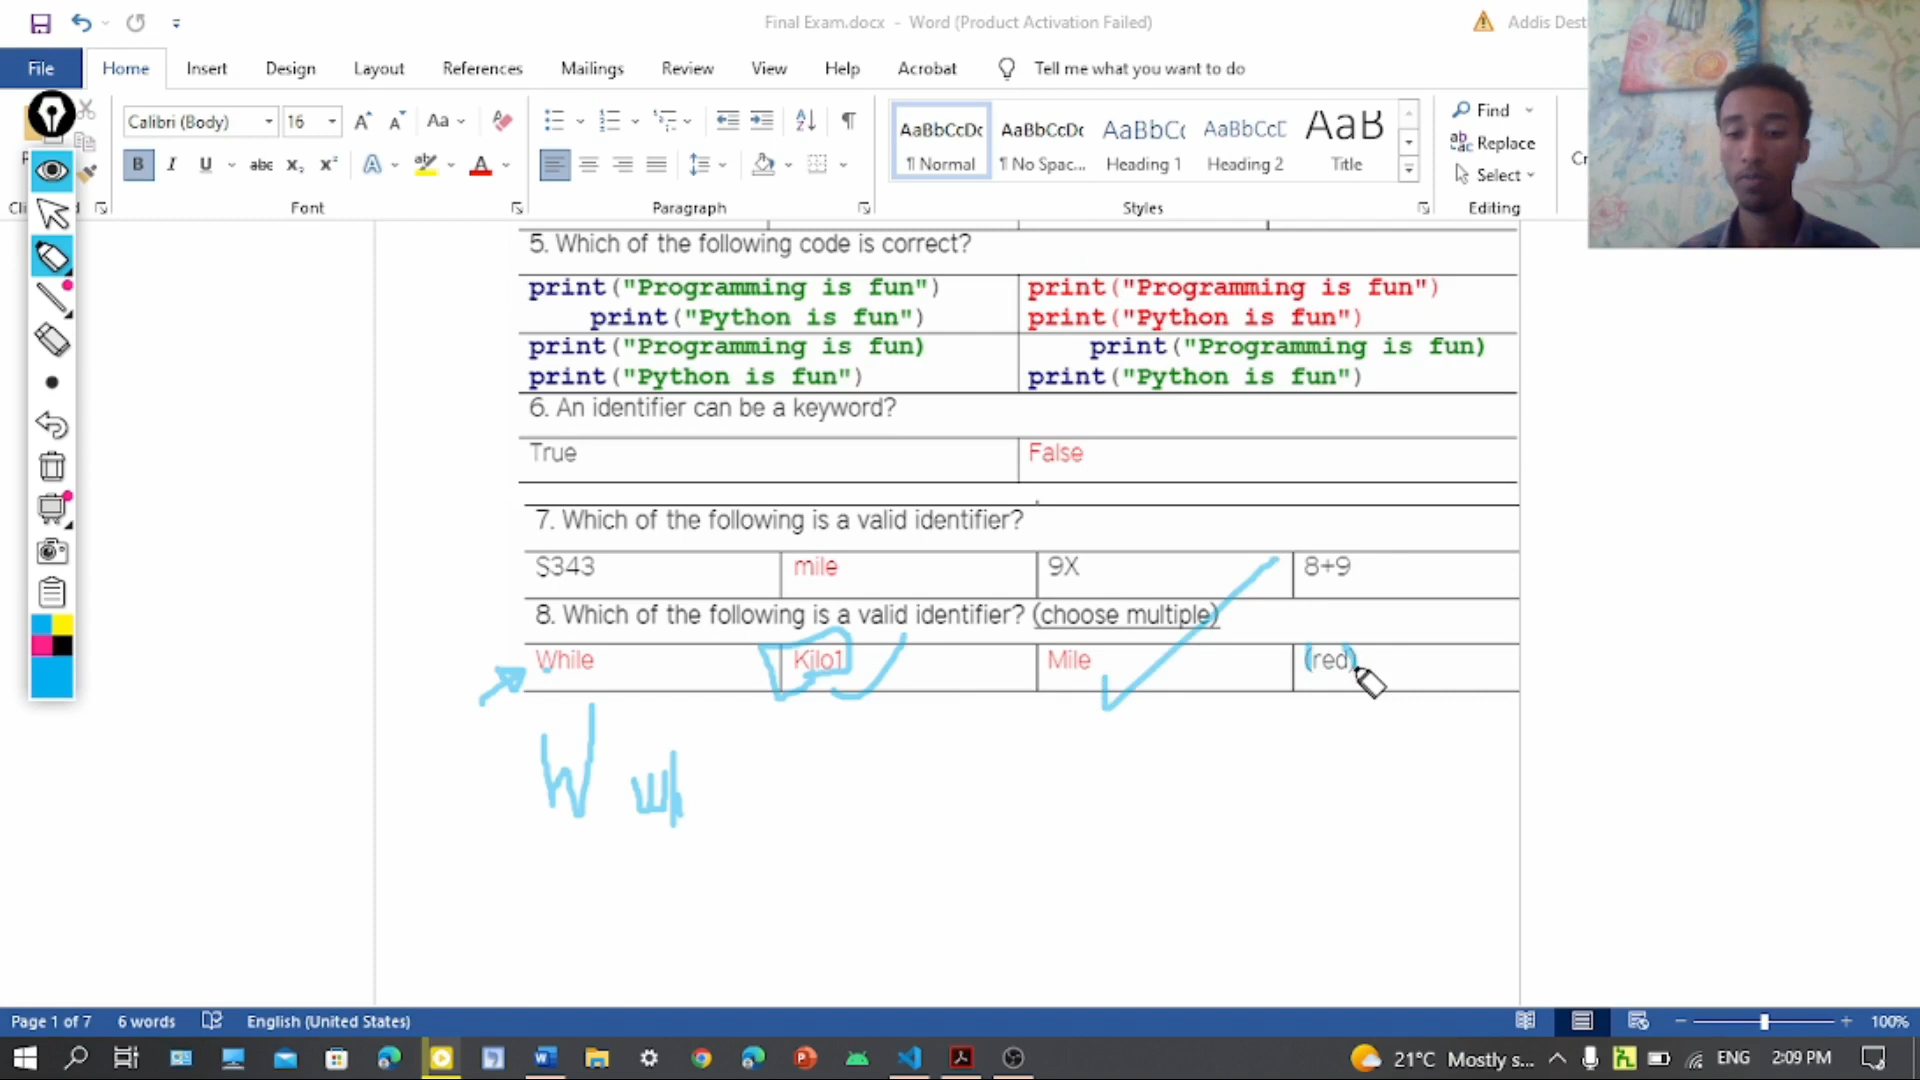 Final Exam.docx - Word (Product Activation Failed)
Addis Dest
File Home Insert Design Layout References Mailings Review View Help Acrobat Tell me what you want to do
Calibri (Body) 16
Aa
B I U abc
AaBbCcDc AaBbCcDc AaBbC( AaBbCcC AaB
¶ Normal ¶ No Spac... Heading 1 Heading 2 Title
Find
Replace
Select
Font Paragraph Styles Editing
5. Which of the following code is correct?
print("Programming is fun") print("Programming is fun")
print("Python is fun") print("Python is fun")
print("Programming is fun) print("Programming is fun)
print("Python is fun") print("Python is fun")
6. An identifier can be a keyword?
True False
7. Which of the following is a valid identifier?
S343 mile 9X 8+9
8. Which of the following is a valid identifier? (choose multiple)
While Kilo1 Mile (red)
W
Page 1 of 7 6 words English (United States) 100%
21°C Mostly s... ENG 2:09 PM